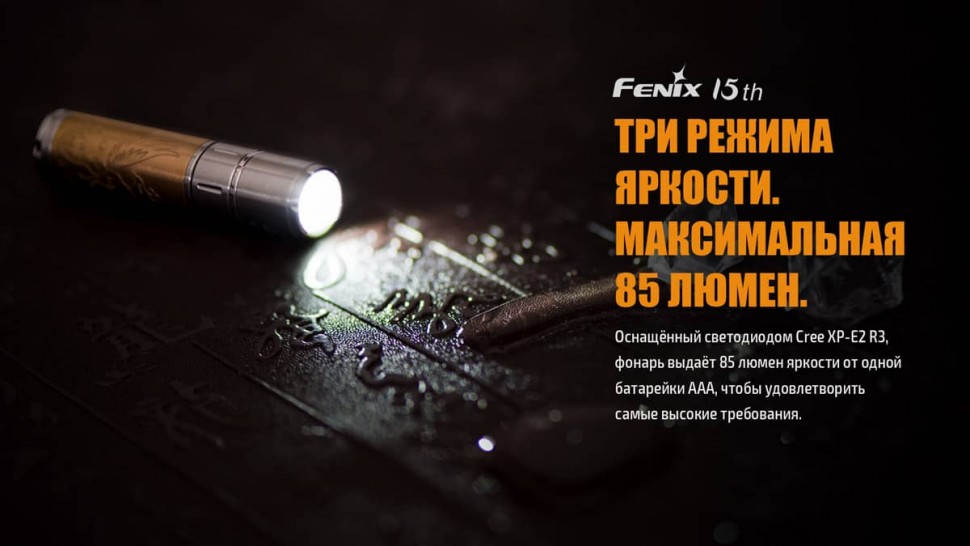 FENIX 15th
ТРИ РЕЖИМА
ЯРКОСТИ.
МАКСИМАЛЬНАЯ
85 ЛЮМЕН.
Оснащённый светодиодом Cree XP-E2 R3,
фонарь выдаёт 85 люмен яркости от одной
батарейки ААА, чтобы удовлетворить
самые высокие требования.